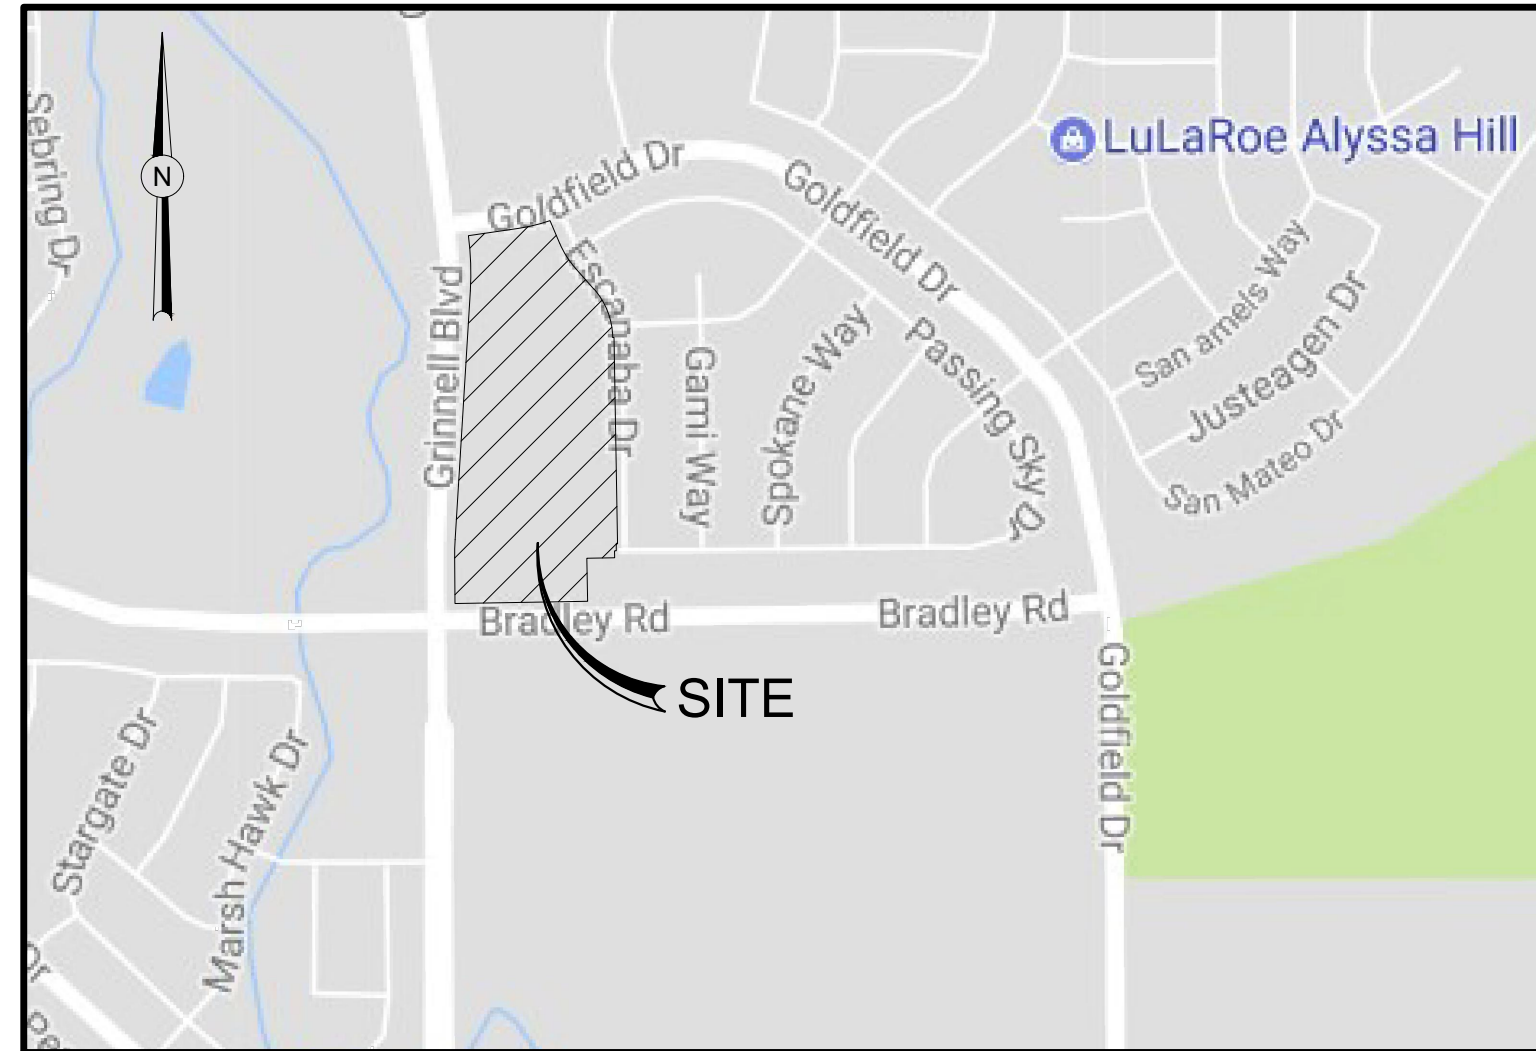 Sebring Dr
N
LuLaRoe Alyssa Hill
Goldfield Dr
Goldfield Dr
Escanaba Dr
Grinnell Blvd
Gami Way
Spokane Way
Passing Sky Dr
San amels Way
Justeagen Dr
San Mateo Dr
Bradley Rd
Bradley Rd
SITE
Goldfield Dr
Stargate Dr
Marsh Hawk Dr
Dr